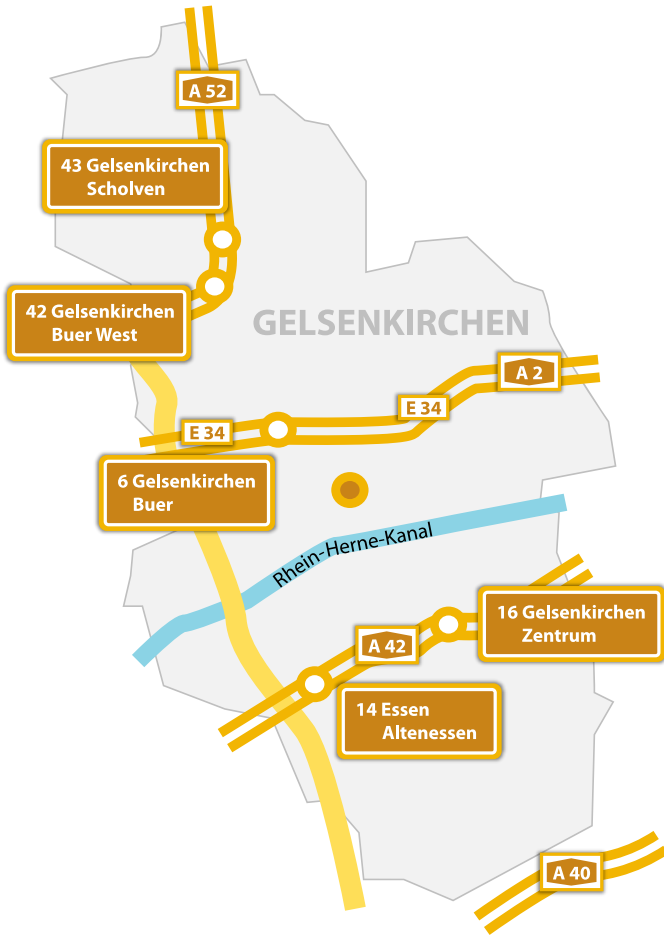 A 52
43 Gelsenkirchen
Scholven
42 Gelsenkirchen
Buer West
GELSENKIRCHEN
A 2
E 34
E 34
6 Gelsenkirchen
Buer
Rhein-Herne-Kanal
16 Gelsenkirchen
Zentrum
A 42
14 Essen
Altenessen
A 40